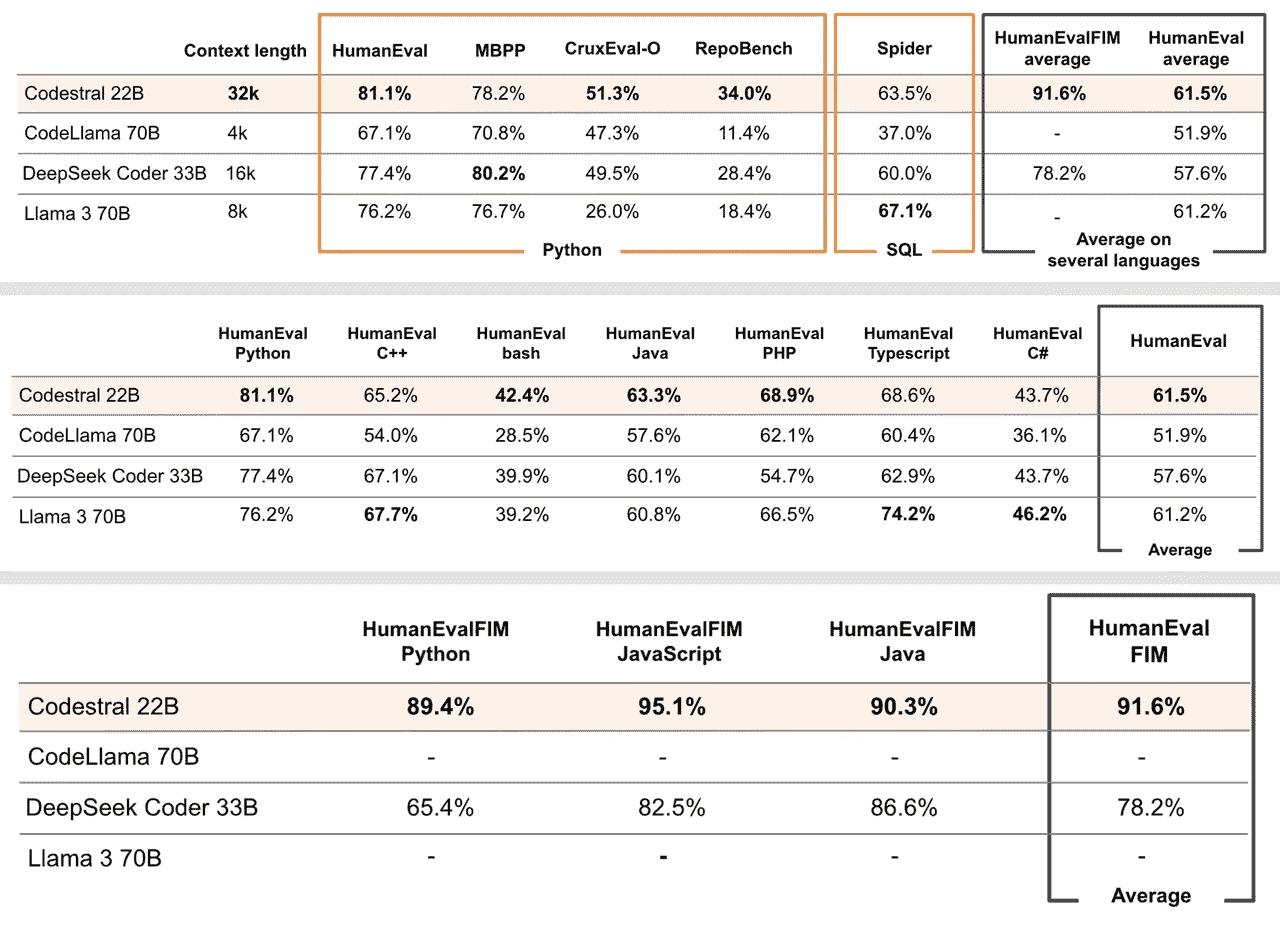 Context length HumanEval MBPP CruxEval-O RepoBench Spider HumanEvalFIM average HumanEval average
Codestral 22B 32k 81.1% 78.2% 51.3% 34.0% 63.5% 91.6% 61.5%
CodeLlama 70B 4k 67.1% 70.8% 47.3% 11.4% 37.0% - 51.9%
DeepSeek Coder 33B 16k 77.4% 80.2% 49.5% 28.4% 60.0% 78.2% 57.6%
Llama 3 70B 8k 76.2% 76.7% 26.0% 18.4% 67.1% - 61.2%
Python SQL Average on several languages
HumanEval Python HumanEval C++ HumanEval bash HumanEval Java HumanEval PHP HumanEval Typescript HumanEval C# HumanEval
Codestral 22B 81.1% 65.2% 42.4% 63.3% 68.9% 68.6% 43.7% 61.5%
CodeLlama 70B 67.1% 54.0% 28.5% 57.6% 62.1% 60.4% 36.1% 51.9%
DeepSeek Coder 33B 77.4% 67.1% 39.9% 60.1% 54.7% 62.9% 43.7% 57.6%
Llama 3 70B 76.2% 67.7% 39.2% 60.8% 66.5% 74.2% 46.2% 61.2%
Average
HumanEvalFIM Python HumanEvalFIM JavaScript HumanEvalFIM Java HumanEval FIM
Codestral 22B 89.4% 95.1% 90.3% 91.6%
CodeLlama 70B - - - -
DeepSeek Coder 33B 65.4% 82.5% 86.6% 78.2%
Llama 3 70B - - - -
Average